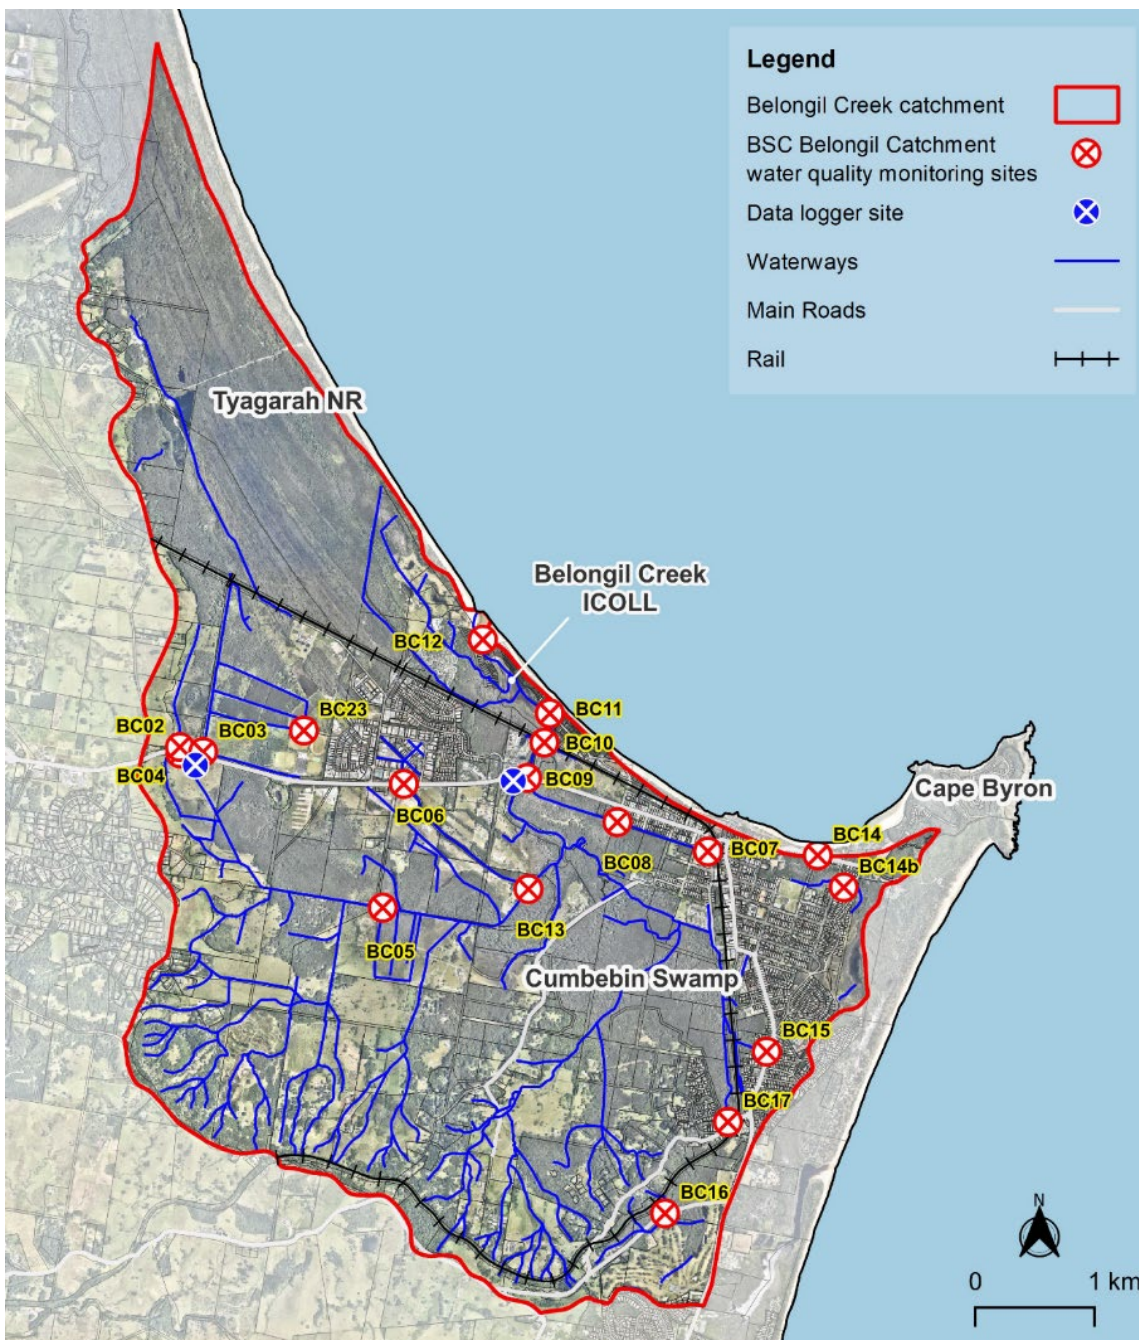 Legend
Belongil Creek catchment
BSC Belongil Catchment
water quality monitoring sites
Data logger site
Waterways
Main Roads
Rail
Tyagarah NR
Belongil Creek
ICOLL
BC12
BC11
BC23
BC02
BC03
BC10
BC04
BC09
Cape Byron
BC06
BC14
BC07
BC08
BC14b
BC13
BC05
Cumbebin Swamp
BC15
BC17
BC16
N
0 1 km